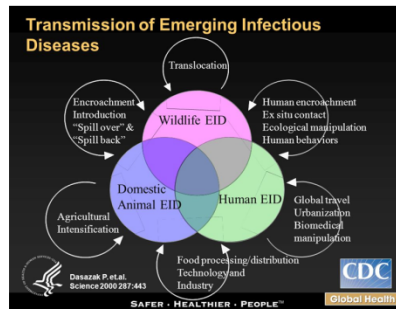 Transmission of Emerging Infectious
Diseases
Translocation
Encroachment
Introduction
"Spill over" &
"Spill back"
Human encroachment
Ex situ contact
Ecological manipulation
Human behaviors
Wildlife EID
Domestic
Animal EID
Human EID
Agricultural
Intensification
Global travel
Urbanization
Biomedical
manipulation
Food processing/distribution
Technology and
Industry
Dasazak P. et.al.
Science 2000 287:443
CDC
Global Health
SAFER · HEALTHIER · PEOPLE™